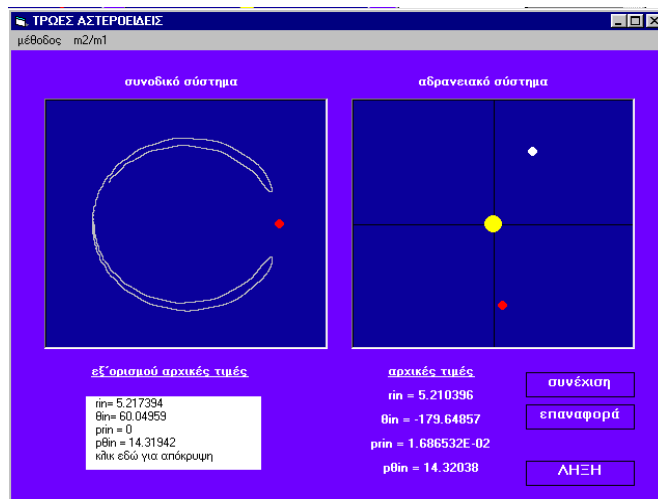 ΤΡΩΕΣ ΑΣΤΕΡΟΕΙΔΕΙΣ
μέθοδος m2/m1
συνοδικό σύστημα
αδρανειακό σύστημα
εξ΄ορισμού αρχικές τιμές
rin= 5.217394
θin= 60.04959
prin = 0
pθin = 14.31942
κλικ εδώ για απόκρυψη
αρχικές τιμές
rin = 5.210396
θin = -179.64857
prin = 1.686532E-02
pθin = 14.32038
συνέχιση
επαναφορά
ΛΗΞΗ